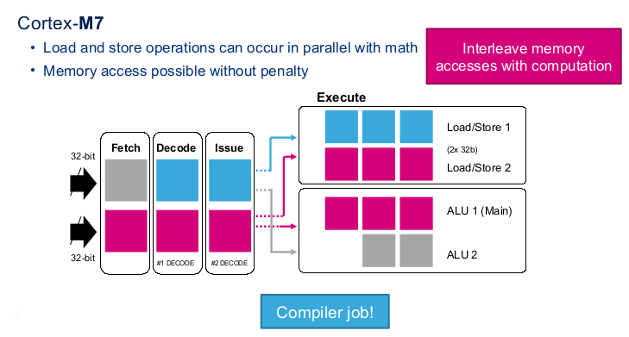 Cortex-M7
• Load and store operations can occur in parallel with math
• Memory access possible without penalty
Interleave memory
accesses with computation
Execute
Fetch
Decode
Issue
32-bit
32-bit
#1 DECODE
#2 DECODE
Load/Store 1
(2x 32b)
Load/Store 2
ALU 1 (Main)
ALU 2
Compiler job!